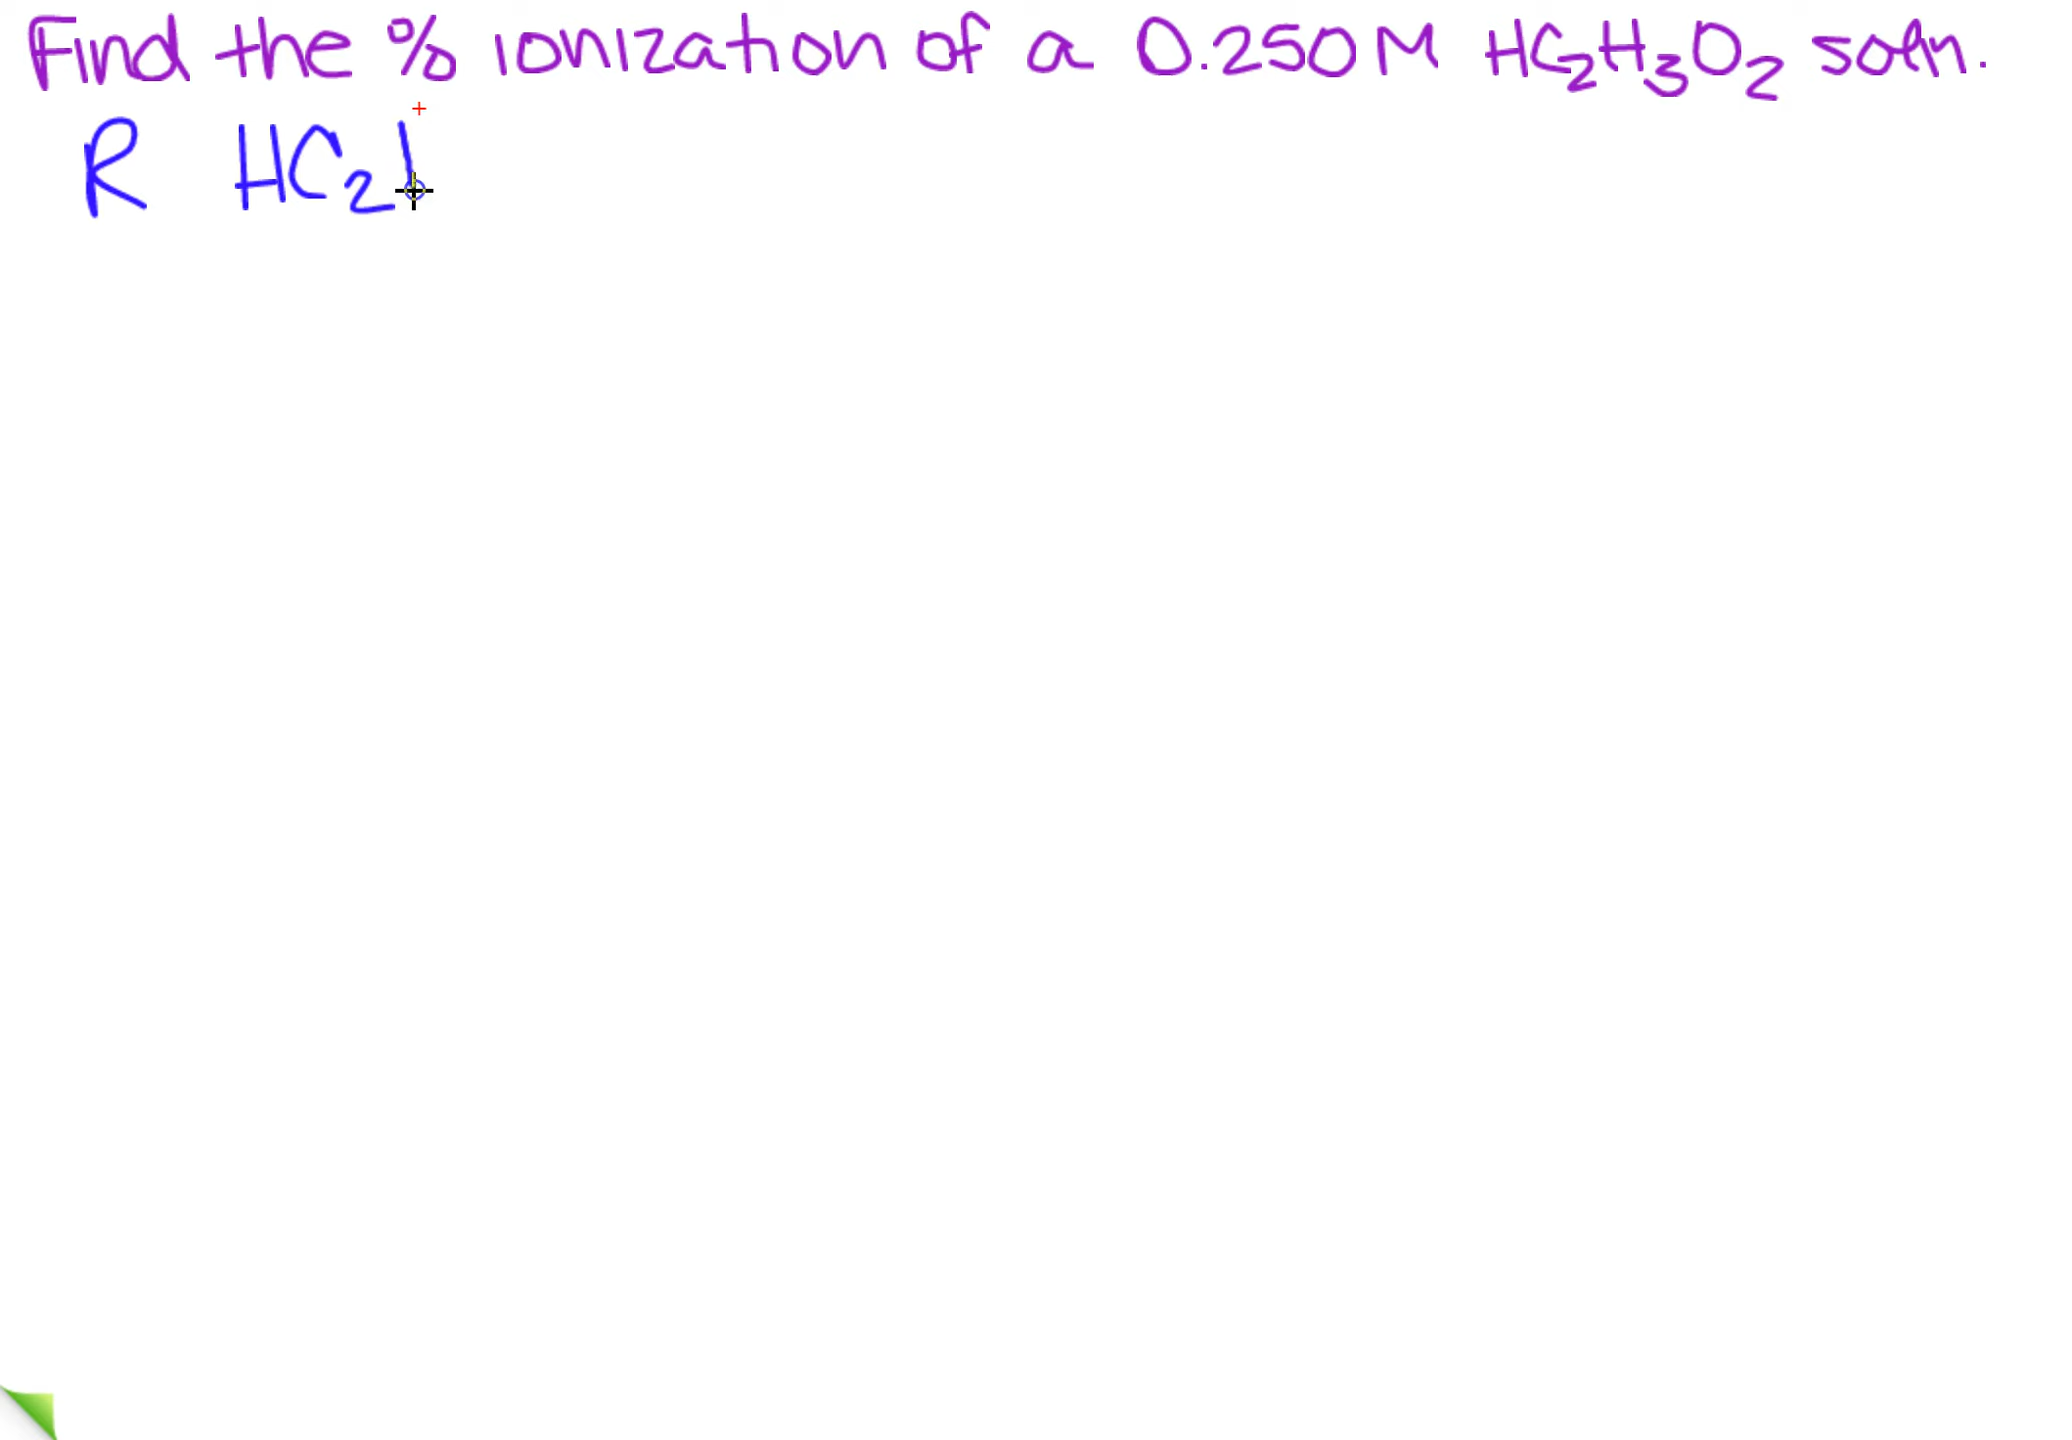 Find the % ionization of a 0.250 M HC₂H₃O₂ soln.
R HC₂